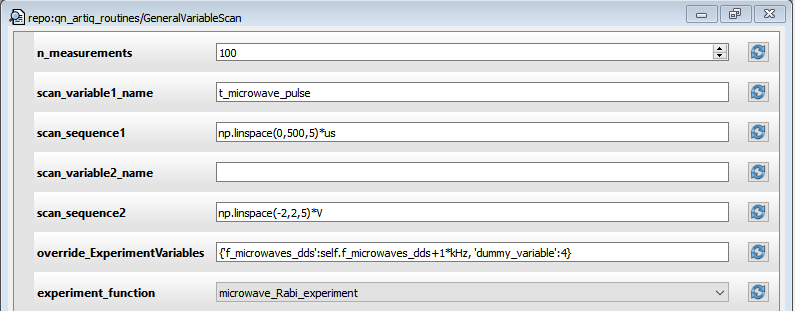 repo:qn_artiq_routines/GeneralVariableScan
n_measurements 100
scan_variable1_name t_microwave_pulse
scan_sequence1 np.linspace(0,500,5)*us
scan_variable2_name
scan_sequence2 np.linspace(-2,2,5)*V
override_ExperimentVariables {'f_microwaves_dds':self.f_microwaves_dds+1*kHz, 'dummy_variable':4}
experiment_function microwave_Rabi_experiment